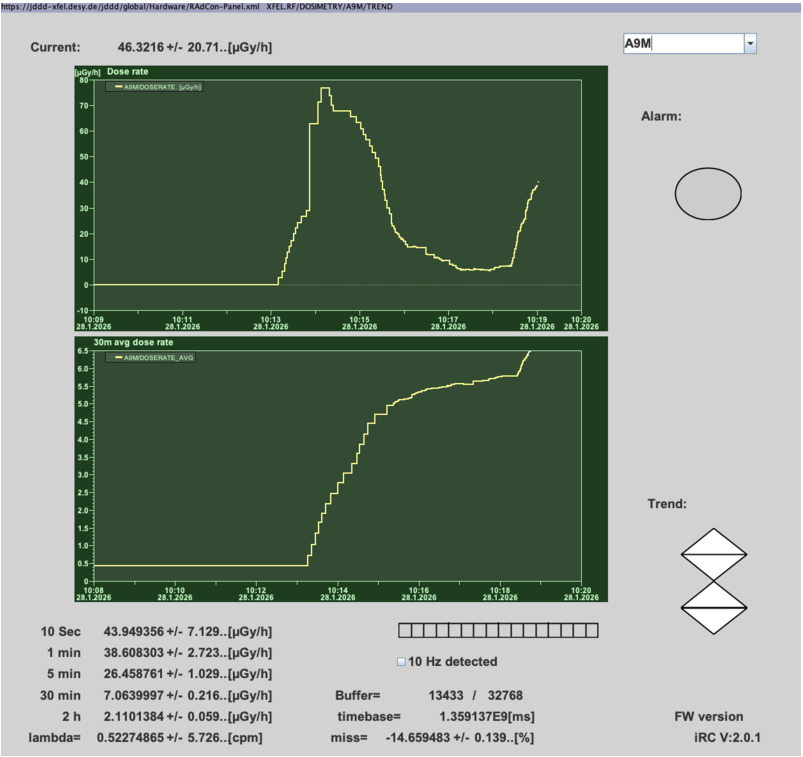 https://jddd-xfel.desy.de/jddd/global/Hardware/RAdCon-Panel.xml XFEL.RF/DOSIMETRY/A9M/TREND
Current: 46.3216 +/- 20.71..[µGy/h]
A9M
[µGy/h] Dose rate
A9M/DOSERATE. [µGy/h]
80
70
60
50
40
30
20
10
0
-10
10:09 10:11 10:13 10:15 10:17 10:19 10:20
28.1.2026 28.1.2026 28.1.2026 28.1.2026 28.1.2026 28.1.2026 28.1.2026
Alarm:
30m avg dose rate
A9M/DOSERATE_AVG
6.5
6.0
5.5
5.0
4.5
4.0
3.5
3.0
2.5
2.0
1.5
1.0
0.5
0
10:08 10:10 10:12 10:14 10:16 10:18 10:20
28.1.2026 28.1.2026 28.1.2026 28.1.2026 28.1.2026 28.1.2026 28.1.2026
Trend:
10 Sec 43.949356 +/- 7.129..[µGy/h]
1 min 38.608303 +/- 2.723..[µGy/h]
10 Hz detected
5 min 26.458761 +/- 1.029..[µGy/h]
30 min 7.0639997 +/- 0.216..[µGy/h] Buffer= 13433 / 32768
2 h 2.1101384 +/- 0.059..[µGy/h] timebase= 1.359137E9[ms] FW version
lambda= 0.52274865 +/- 5.726..[cpm] miss= -14.659483 +/- 0.139..[%] iRC V:2.0.1